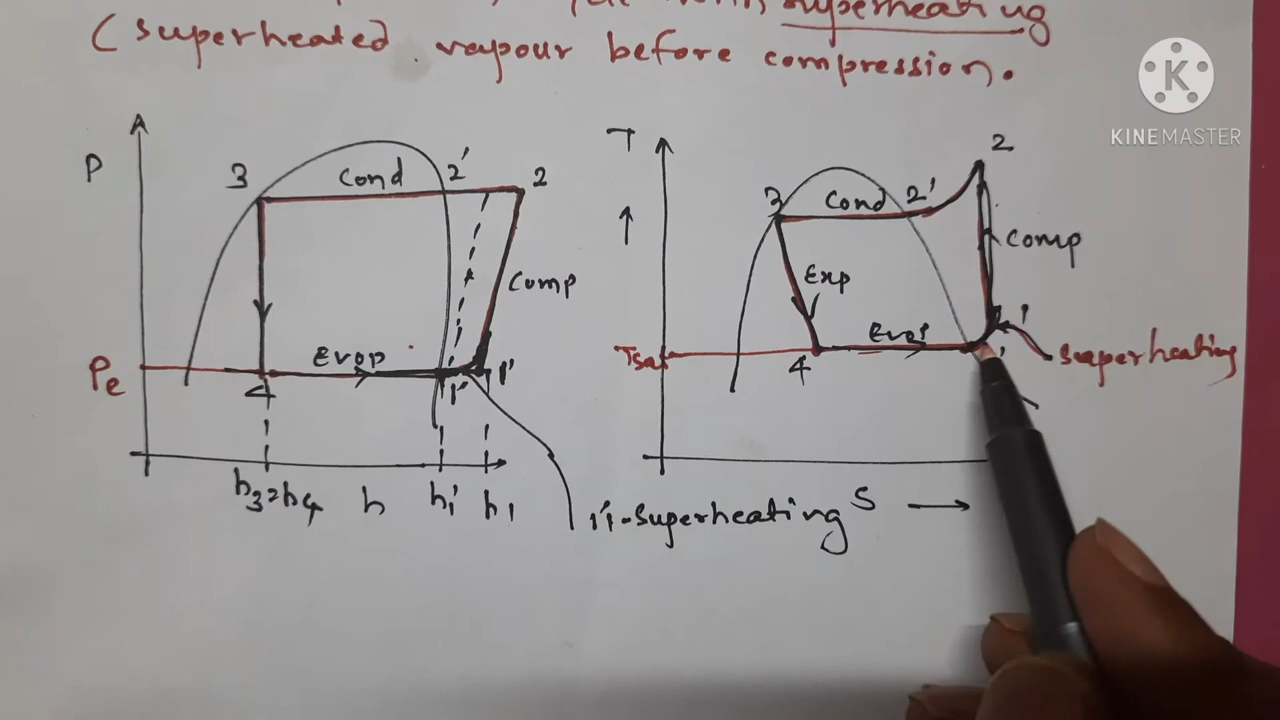 superheating
(superheated vapour before compression.
KINEMASTER
P
3
Cond
2'
2
Comp
Evap
Pe
4
1'
1'
h3=h4
h
h1'
h1
1'1-superheating
T
3
Cond
2'
2
Comp
Exp
1
Evap
Tsat
4
superheating
S